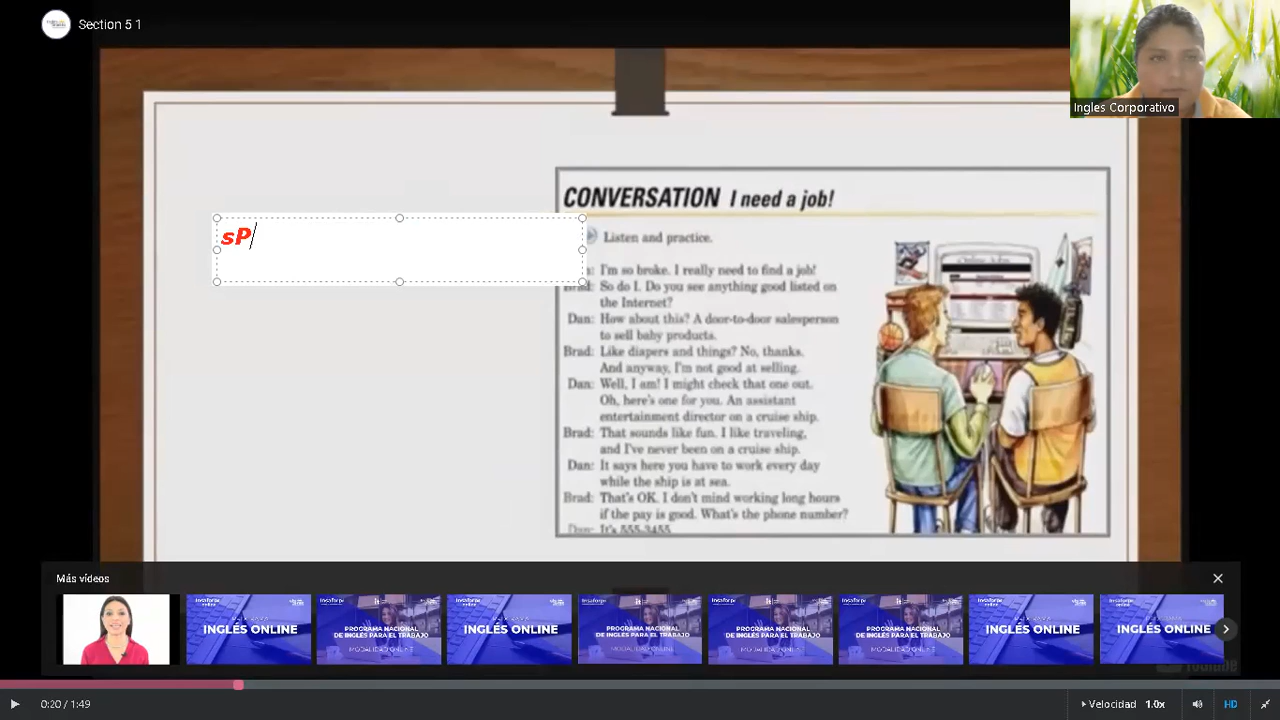 Section 5 1
Ingles Corporativo
sP
CONVERSATION I need a job!
Listen and practice.
I'm so broke. I really need to find a job!
Brad: So do I. Do you see anything good listed on
the Internet?
Dan: How about this? A door-to-door salesperson
to sell baby products.
Brad: Like diapers and things? No, thanks.
And anyway, I'm not good at selling.
Dan: Well, I am! I might check that one out.
Oh, here's one for you. An assistant
entertainment director on a cruise ship.
Brad: That sounds like fun. I like traveling,
and I've never been on a cruise ship.
Dan: It says here you have to work every day
while the ship is at sea.
Brad: That's OK. I don't mind working long hours
if the pay is good. What's the phone number?
Dan: It's 555-3455
Más vídeos
INGLÉS ONLINE
PROGRAMA NACIONAL
DE INGLÉS PARA EL TRABAJO
INGLÉS ONLINE
PROGRAMA NACIONAL
DE INGLÉS PARA EL TRABAJO
MODALIDAD ONLINE
PROGRAMA NACIONAL
DE INGLÉS PARA EL TRABAJO
PROGRAMA NACIONAL
DE INGLÉS PARA EL TRABAJO
INGLÉS ONLINE
INGLÉS ONLINE
0:20 / 1:49
Velocidad 1.0x
HD